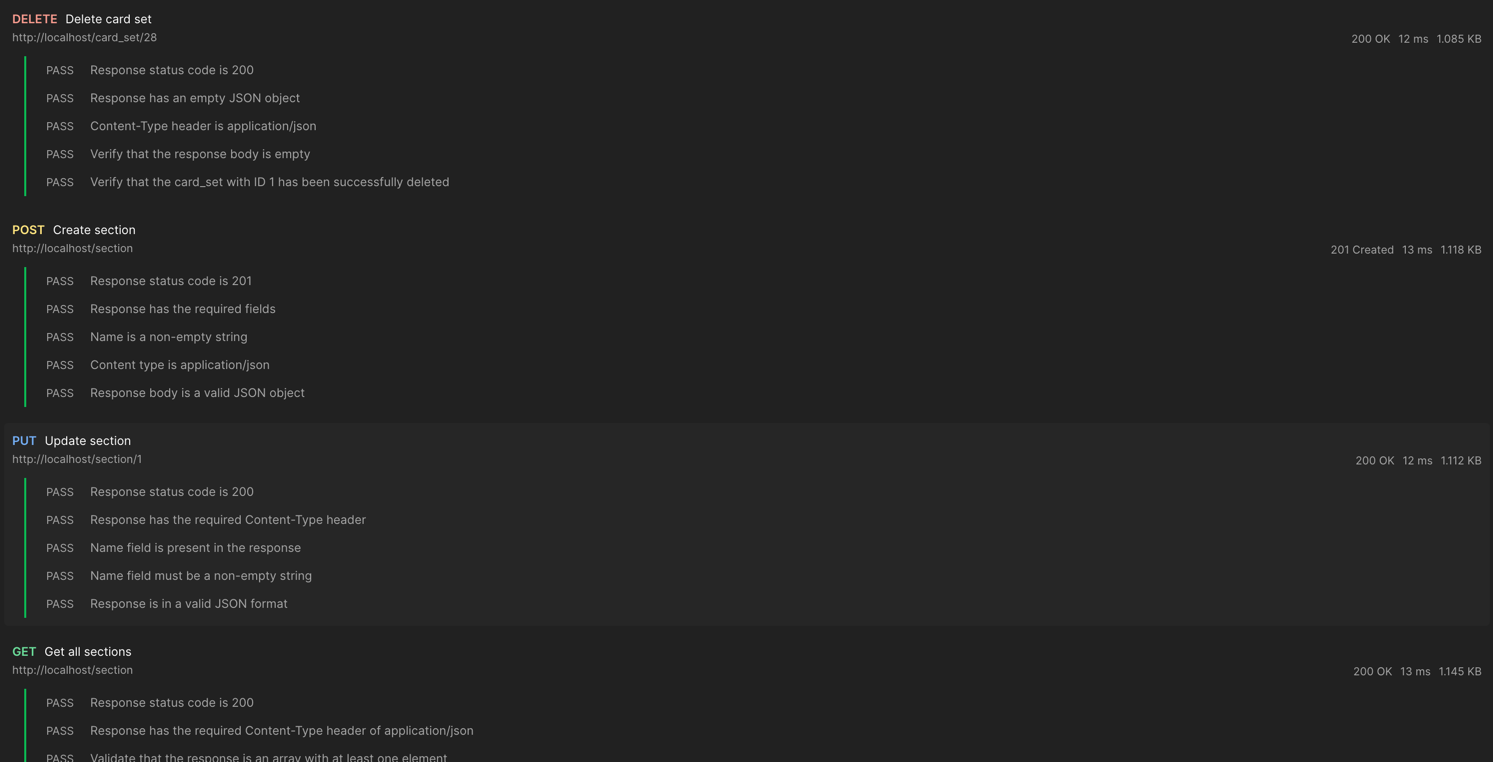 DELETE Delete card set
http://localhost/card_set/28
200 OK 12 ms 1.085 KB
PASS Response status code is 200
PASS Response has an empty JSON object
PASS Content-Type header is application/json
PASS Verify that the response body is empty
PASS Verify that the card_set with ID 1 has been successfully deleted
POST Create section
http://localhost/section
201 Created 13 ms 1.118 KB
PASS Response status code is 201
PASS Response has the required fields
PASS Name is a non-empty string
PASS Content type is application/json
PASS Response body is a valid JSON object
PUT Update section
http://localhost/section/1
200 OK 12 ms 1.112 KB
PASS Response status code is 200
PASS Response has the required Content-Type header
PASS Name field is present in the response
PASS Name field must be a non-empty string
PASS Response is in a valid JSON format
GET Get all sections
http://localhost/section
200 OK 13 ms 1.145 KB
PASS Response status code is 200
PASS Response has the required Content-Type header of application/json
PASS Validate that the response is an array with at least one element